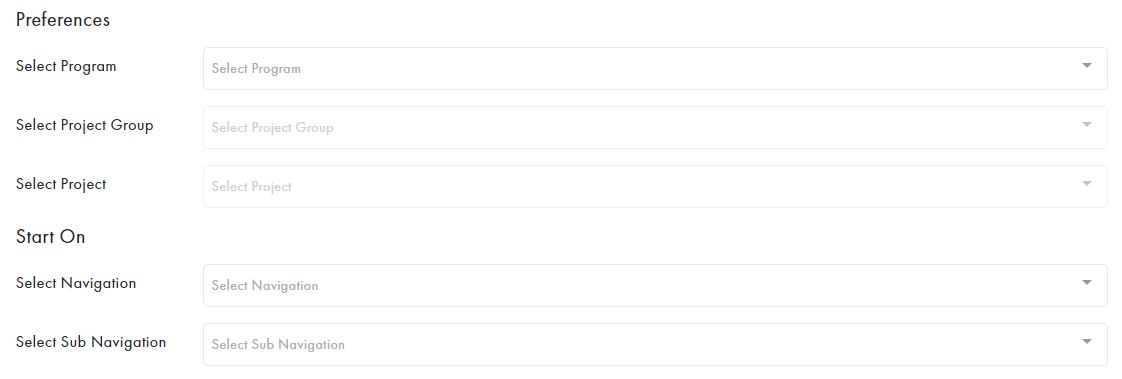 Preferences
Select Program
Select Program
Select Project Group
Select Project Group
Select Project
Select Project
Start On
Select Navigation
Select Navigation
Select Sub Navigation
Select Sub Navigation